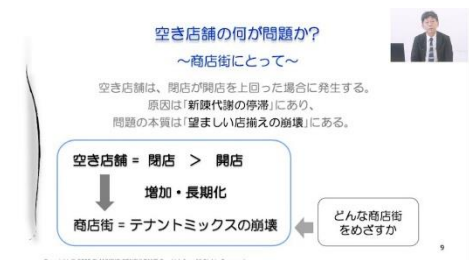 空き店舗の何が問題か?
～商店街にとって～
空き店舗は、閉店が開店を上回った場合に発生する。
原因は「新陳代謝の停滞」にあり、
問題の本質は「望ましい店揃えの崩壊」にある。
空き店舗 = 閉店 ＞ 開店
増加・長期化
商店街 = テナントミックスの崩壊
どんな商店街
をめざすか
9